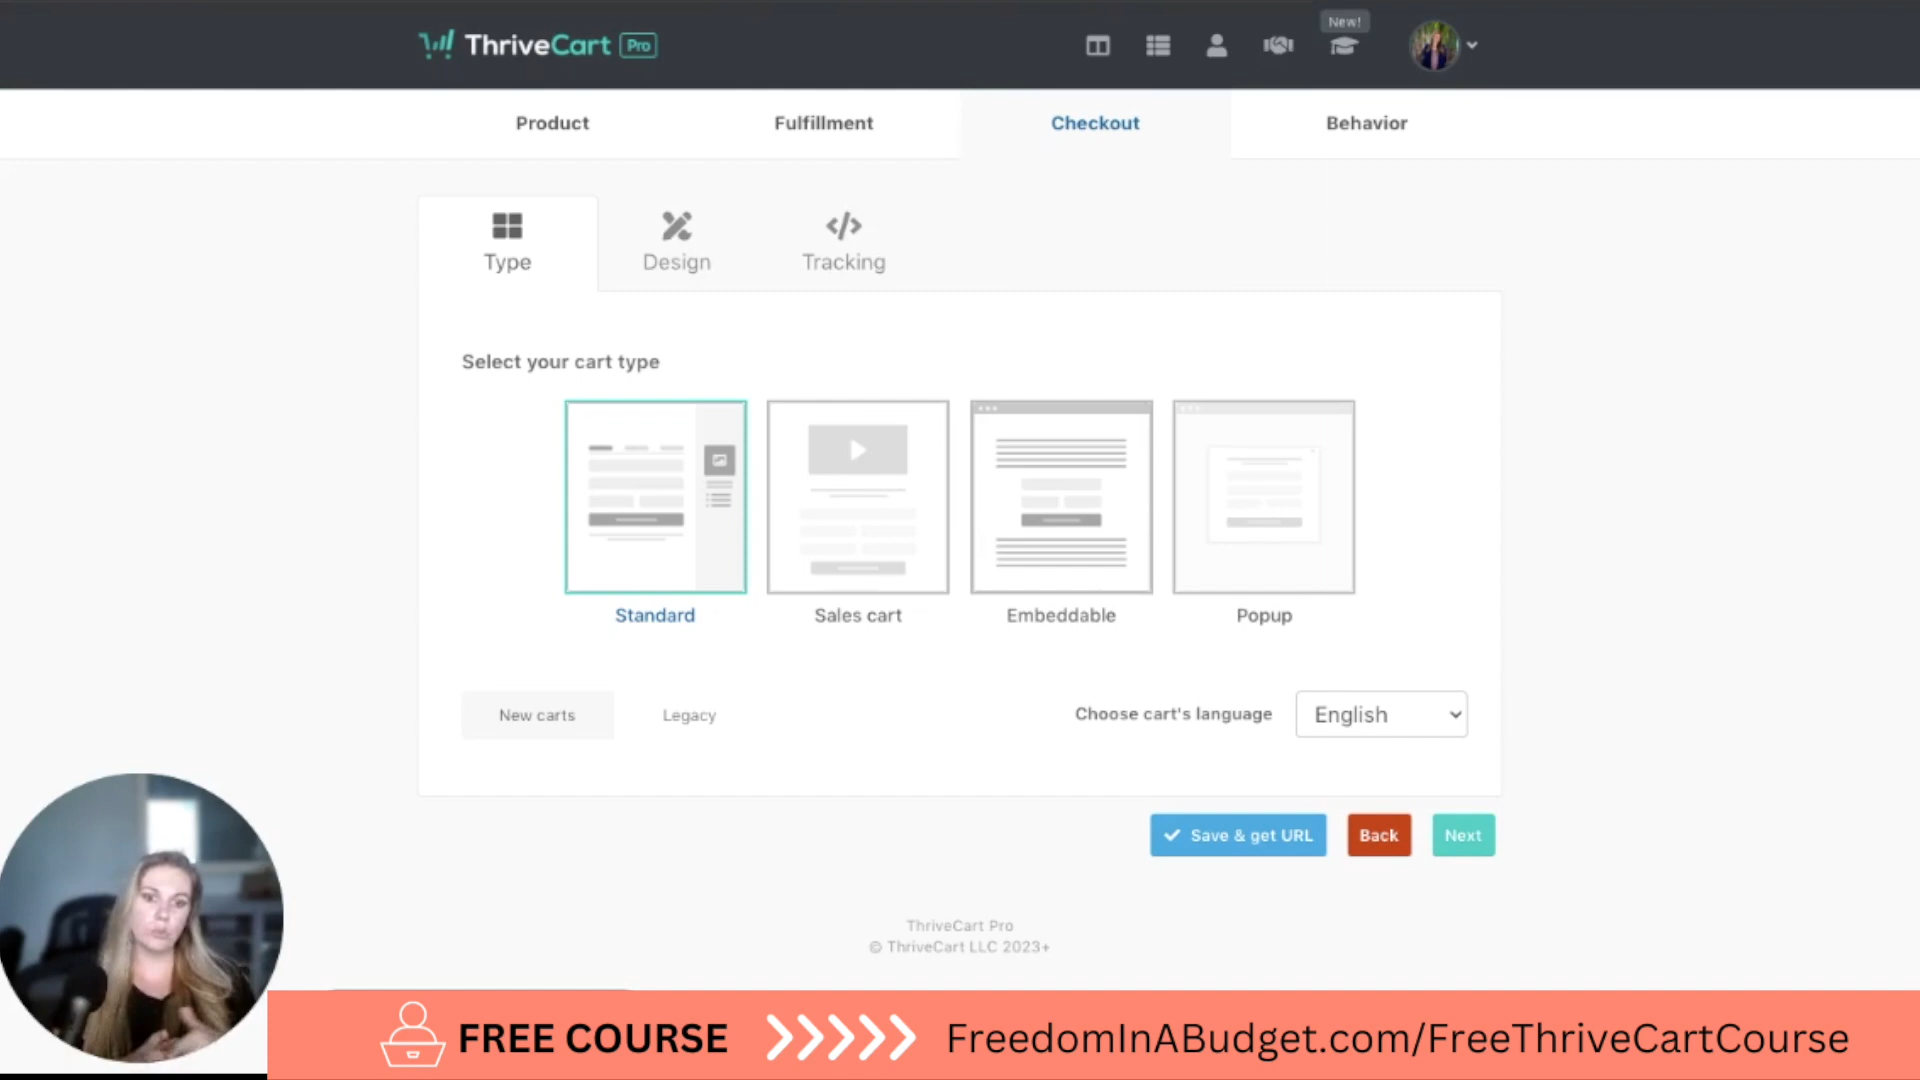 New!
ThriveCart Pro
Product
Fulfillment
Checkout
Behavior
Type
Design
Tracking
Select your cart type
Standard
Sales cart
Embeddable
Popup
New carts
Legacy
Choose cart's language
English
Save & get URL
Back
Next
ThriveCart Pro
© ThriveCart LLC 2023+
FREE COURSE
FreedomInABudget.com/FreeThriveCartCourse